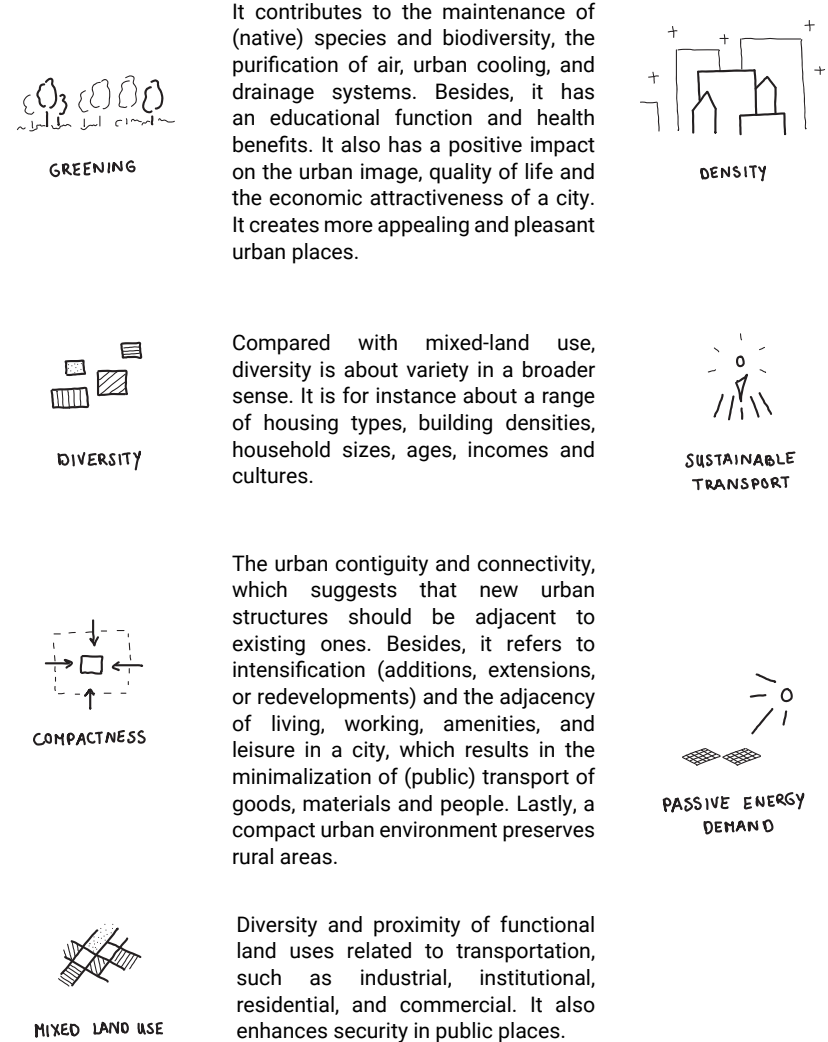 It contributes to the maintenance of
(native) species and biodiversity, the
purification of air, urban cooling, and
drainage systems. Besides, it has
an educational function and health
benefits. It also has a positive impact
on the urban image, quality of life and
the economic attractiveness of a city.
It creates more appealing and pleasant
urban places.
GREENING
DENSITY
Compared with mixed-land use,
diversity is about variety in a broader
sense. It is for instance about a range
of housing types, building densities,
household sizes, ages, incomes and
cultures.
DIVERSITY
SUSTAINABLE
TRANSPORT
The urban contiguity and connectivity,
which suggests that new urban
structures should be adjacent to
existing ones. Besides, it refers to
intensification (additions, extensions,
or redevelopments) and the adjacency
of living, working, amenities, and
leisure in a city, which results in the
minimalization of (public) transport of
goods, materials and people. Lastly, a
compact urban environment preserves
rural areas.
COMPACTNESS
PASSIVE ENERGY
DEMAND
Diversity and proximity of functional
land uses related to transportation,
such as industrial, institutional,
residential, and commercial. It also
enhances security in public places.
MIXED LAND USE